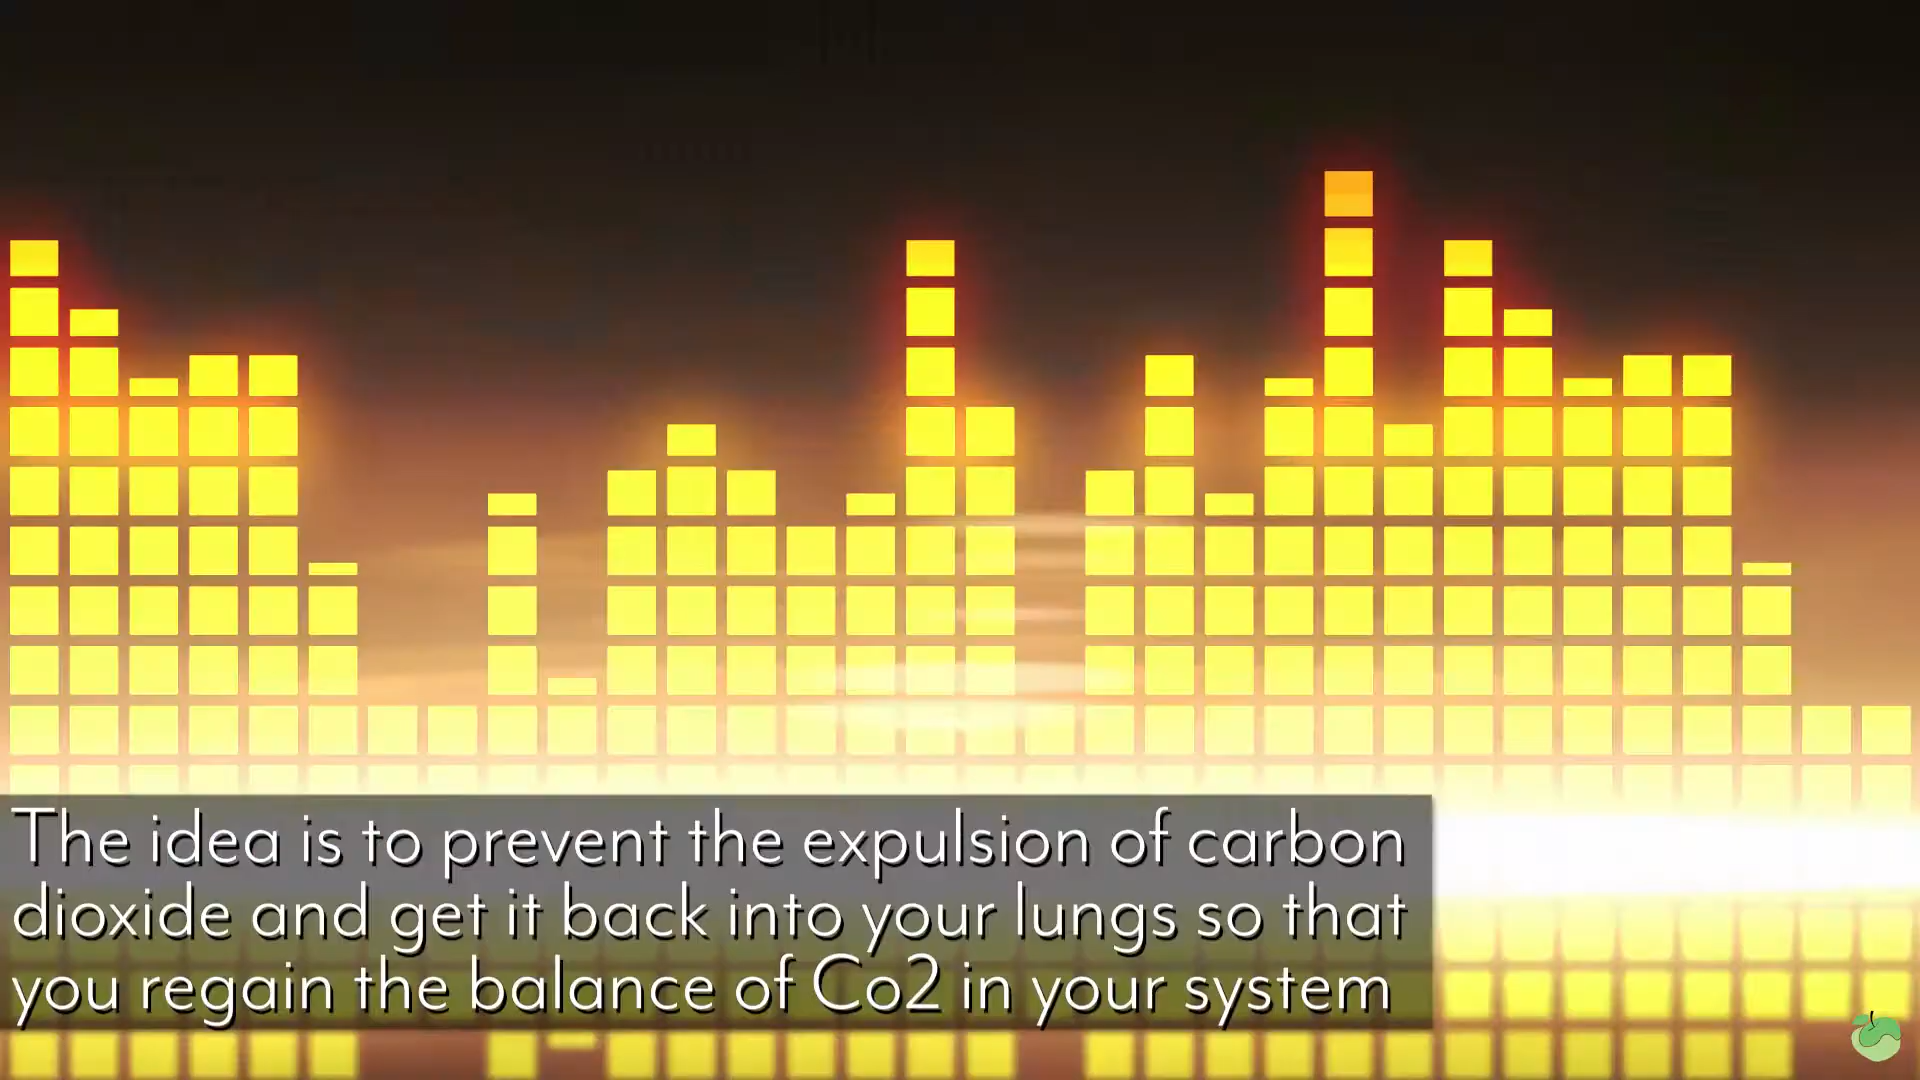 The idea is to prevent the expulsion of carbon
dioxide and get it back into your lungs so that
you regain the balance of Co2 in your system